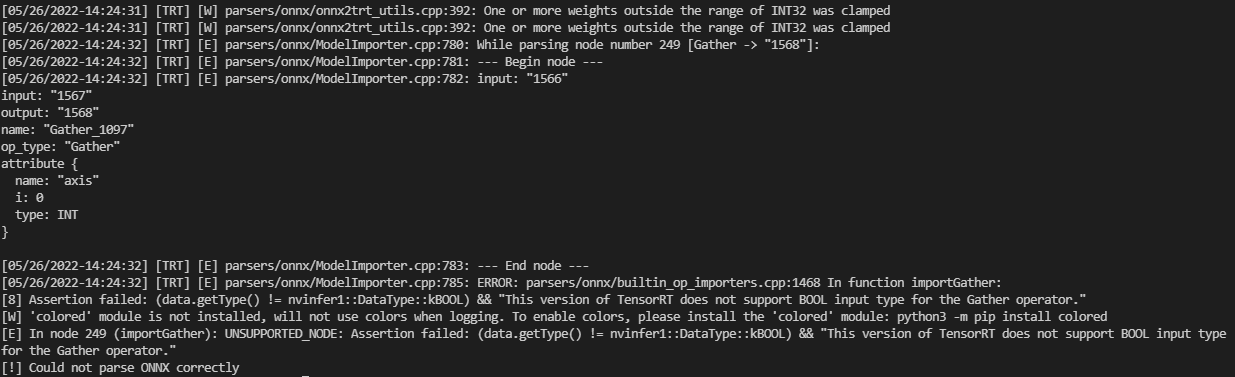 [05/26/2022-14:24:31] [TRT] [W] parsers/onnx/onnx2trt_utils.cpp:392: One or more weights outside the range of INT32 was clamped
[05/26/2022-14:24:31] [TRT] [W] parsers/onnx/onnx2trt_utils.cpp:392: One or more weights outside the range of INT32 was clamped
[05/26/2022-14:24:32] [TRT] [E] parsers/onnx/ModelImporter.cpp:780: While parsing node number 249 [Gather -> "1568"]:
[05/26/2022-14:24:32] [TRT] [E] parsers/onnx/ModelImporter.cpp:781: --- Begin node ---
[05/26/2022-14:24:32] [TRT] [E] parsers/onnx/ModelImporter.cpp:782: input: "1566"
input: "1567"
output: "1568"
name: "Gather_1097"
op_type: "Gather"
attribute {
  name: "axis"
  i: 0
  type: INT
}

[05/26/2022-14:24:32] [TRT] [E] parsers/onnx/ModelImporter.cpp:783: --- End node ---
[05/26/2022-14:24:32] [TRT] [E] parsers/onnx/ModelImporter.cpp:785: ERROR: parsers/onnx/builtin_op_importers.cpp:1468 In function importGather:
[8] Assertion failed: (data.getType() != nvinfer1::DataType::kBOOL) && "This version of TensorRT does not support BOOL input type for the Gather operator."
[W] 'colored' module is not installed, will not use colors when logging. To enable colors, please install the 'colored' module: python3 -m pip install colored
[E] In node 249 (importGather): UNSUPPORTED_NODE: Assertion failed: (data.getType() != nvinfer1::DataType::kBOOL) && "This version of TensorRT does not support BOOL input type
for the Gather operator."
[!] Could not parse ONNX correctly